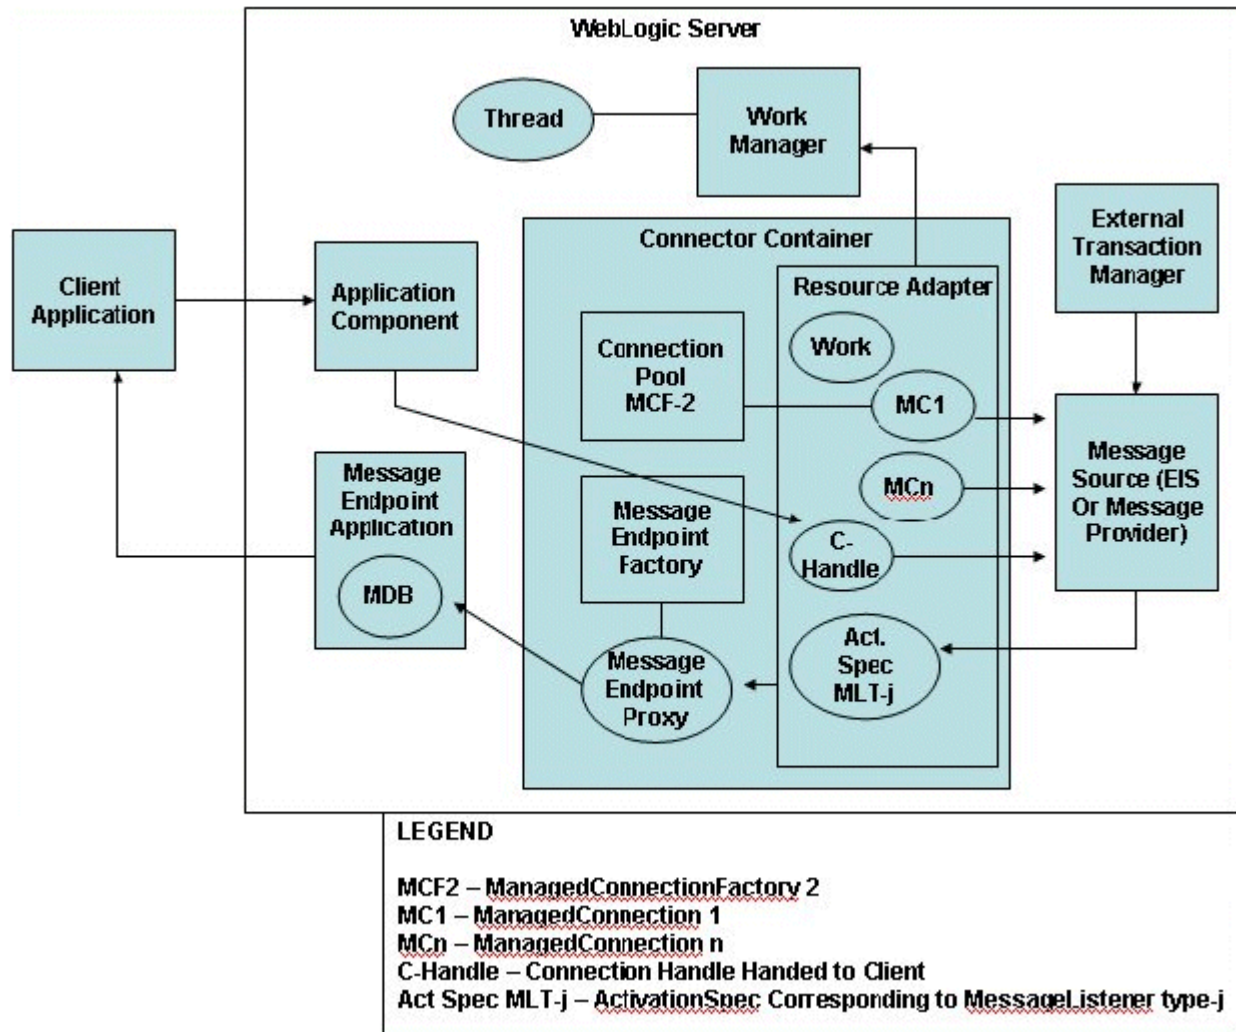 WebLogic Server
Thread
Work
Manager
Connector Container
External
Transaction
Manager
Client
Application
Application
Component
Resource Adapter
Work
Connection
Pool
MCF-2
MC1
Message
Source (EIS
Or Message
Provider)
Message
Endpoint
Application
MDB
MCn
Message
Endpoint
Factory
C-
Handle
Message
Endpoint
Proxy
Act.
Spec
MLT-j
LEGEND
MCF2 – ManagedConnectionFactory 2
MC1 – ManagedConnection 1
MCn – ManagedConnection n
C-Handle – Connection Handle Handed to Client
Act Spec MLT-j – ActivationSpec Corresponding to MessageListener type-j